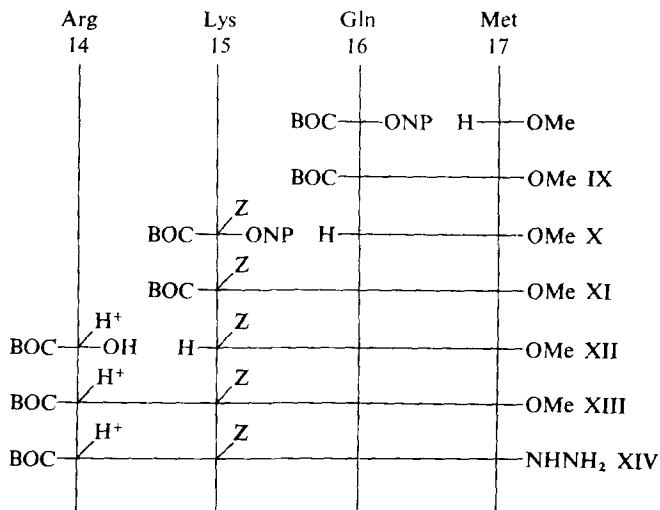 Arg Lys Gln Met
14 15 16 17
BOC ONP H OMe
BOC OMe IX
Z
BOC ONP H OMe X
Z
BOC OMe XI
H+ Z
BOC OH H OMe XII
H+ Z
BOC OMe XIII
H+ Z
BOC NHNH₂ XIV